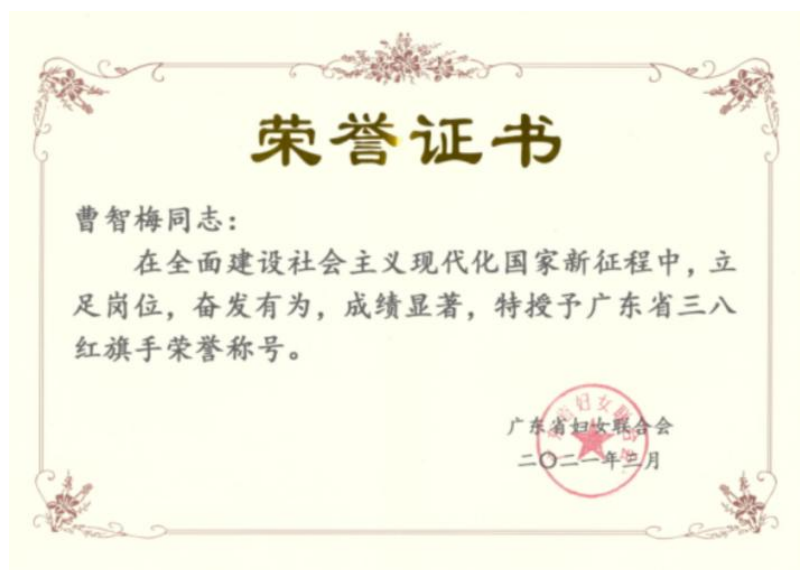 荣誉证书
曹智梅同志：
在全面建设社会主义现代化国家新征程中，立
足岗位，奋发有为，成绩显著，特授予广东省三八
红旗手荣誉称号。
广东省妇女联合会
二〇二一年三月